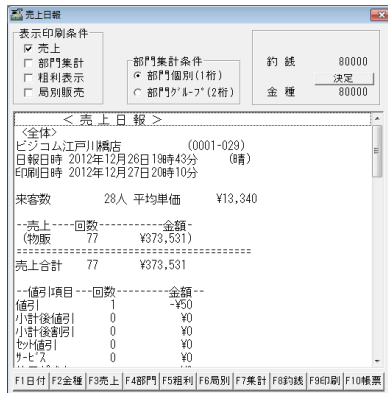 売上日報
表示印刷条件
売上
部門集計
粗利表示
局別販売
部門集計条件
部門個別(1桁)
部門グループ(2桁)
釣 銭 80000
決定
金 種 80000
< 売 上 日 報 >
<全体>
ビジコム江戸川橋店 (0001-029)
日報日時 2012年12月26日19時43分 (晴)
印刷日時 2012年12月27日20時10分
来客数 28人 平均単価 ¥13,340
--売上----回数----------金額-
(物販 77 ¥373,531)
================================
売上合計 77 ¥373,531
--値引項目---回数---------金額--
値引 1 -¥50
小計後値引 0 ¥0
小計後割引 0 ¥0
セット値引 0 ¥0
サービス 0 ¥0
F1日付 F2金種 F3売上 F4部門 F5粗利 F6局別 F7集計 F8釣銭 F9印刷 F10帳票